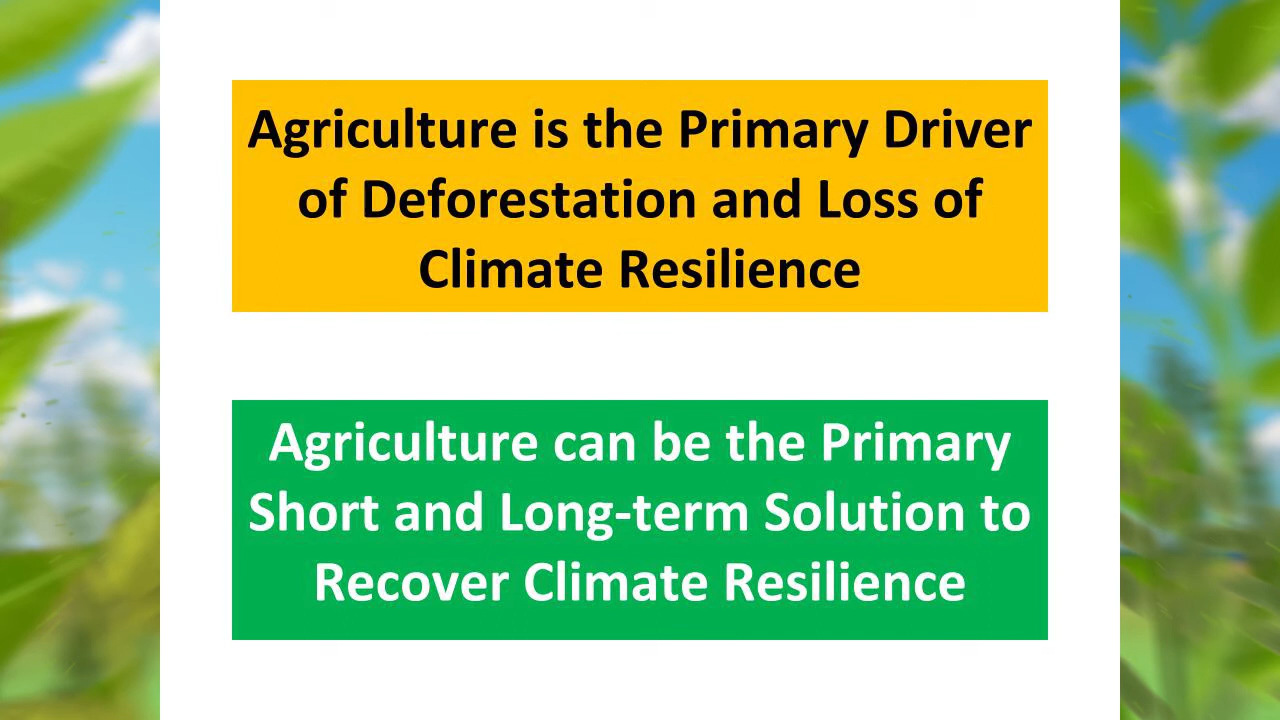 Agriculture is the Primary Driver
of Deforestation and Loss of
Climate Resilience
Agriculture can be the Primary
Short and Long-term Solution to
Recover Climate Resilience